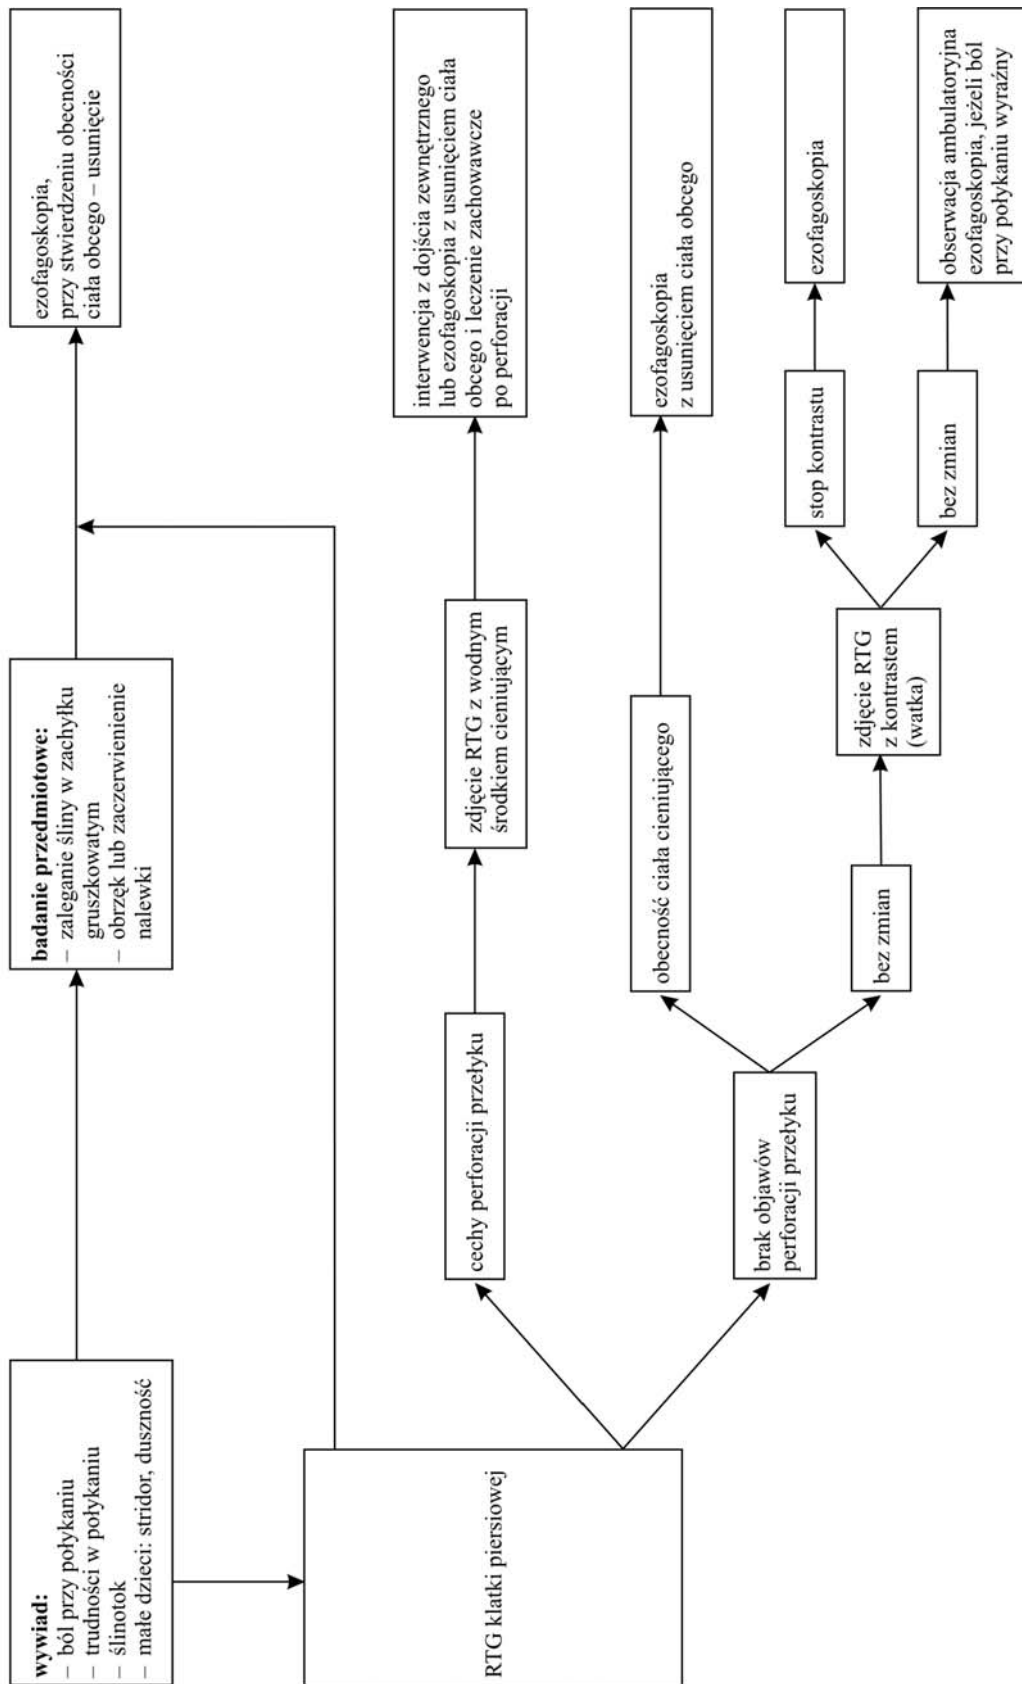 wywiad:
– ból przy połykaniu
– trudności w połykaniu
– ślinotok
– małe dzieci: stridor, duszność
badanie przedmiotowe:
– zaleganie śliny w zachyłku
gruszkowatym
– obrzęk lub zaczerwienienie
nalewki
ezofagoskopia,
przy stwierdzeniu obecności
ciała obcego – usunięcie
RTG klatki piersiowej
cechy perforacji przełyku
zdjęcie RTG z wodnym
środkiem cieniującym
interwencja z dojścia zewnętrznego
lub ezofagoskopia z usunięciem ciała
obcego i leczenie zachowawcze
po perforacji
brak objawów
perforacji przełyku
obecność ciała cieniującego
ezofagoskopia
z usunięciem ciała obcego
bez zmian
zdjęcie RTG
z kontrastem
(watka)
stop kontrastu
ezofagoskopia
bez zmian
obserwacja ambulatoryjna
ezofagoskopia, jeżeli ból
przy połykaniu wyraźny